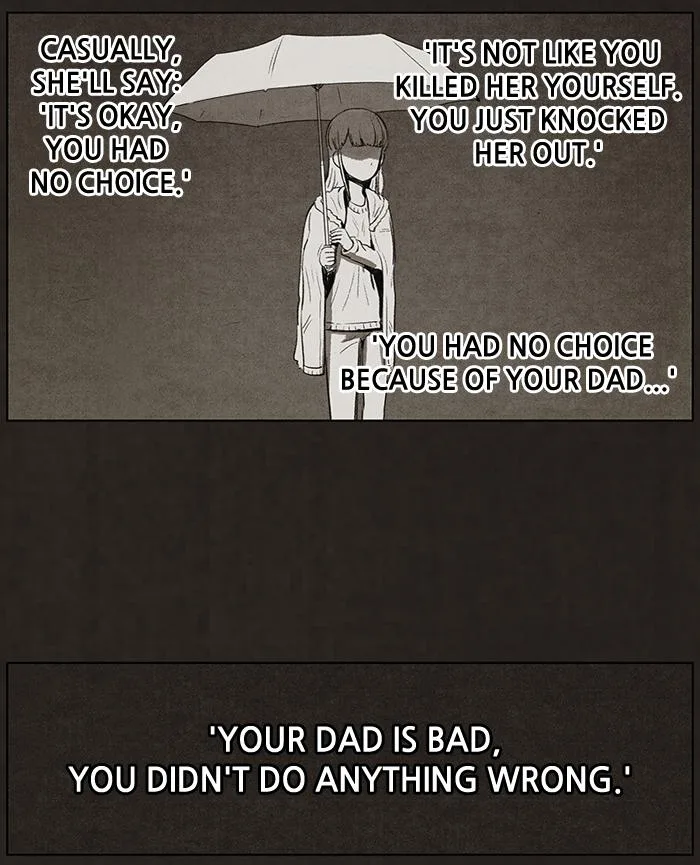 CASUALLY,
SHE'LL SAY:
'IT'S OKAY,
YOU HAD
NO CHOICE.'
'IT'S NOT LIKE YOU
KILLED HER YOURSELF.
YOU JUST KNOCKED
HER OUT.'
'YOU HAD NO CHOICE
BECAUSE OF YOUR DAD...'
'YOUR DAD IS BAD,
YOU DIDN'T DO ANYTHING WRONG.'